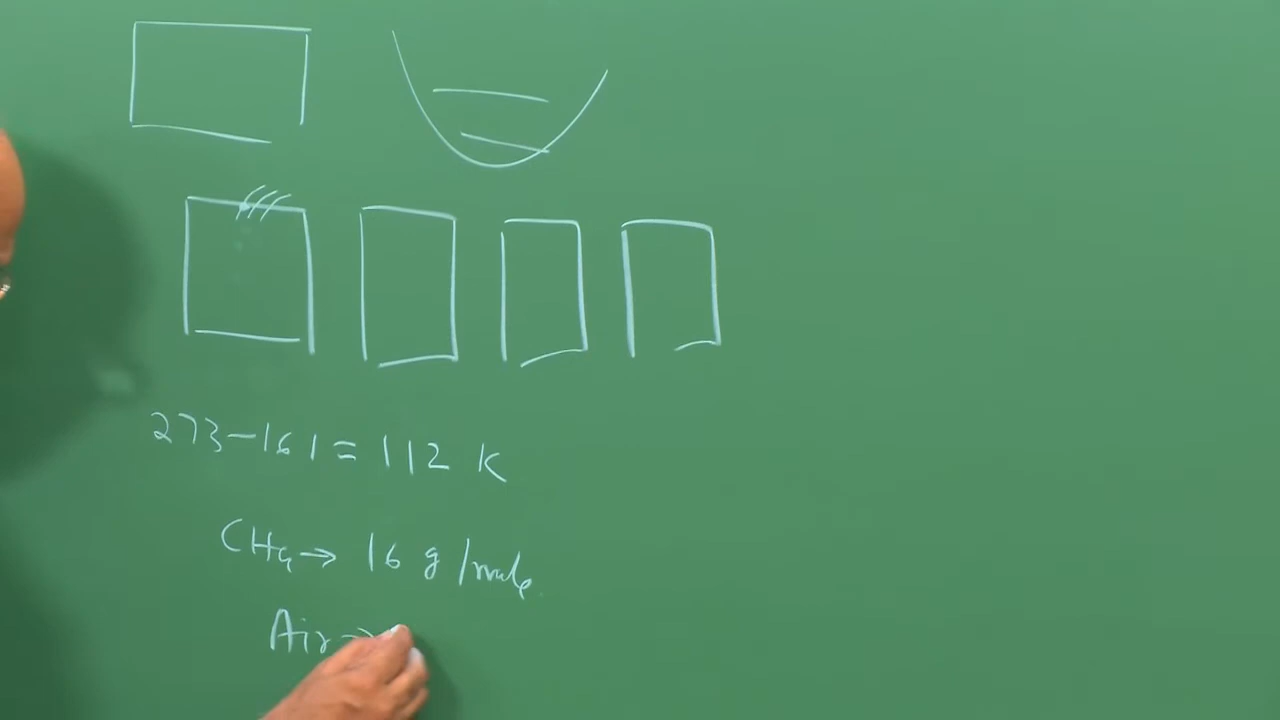 273-161 = 112 K
CH4 → 16 g/mole
Air →